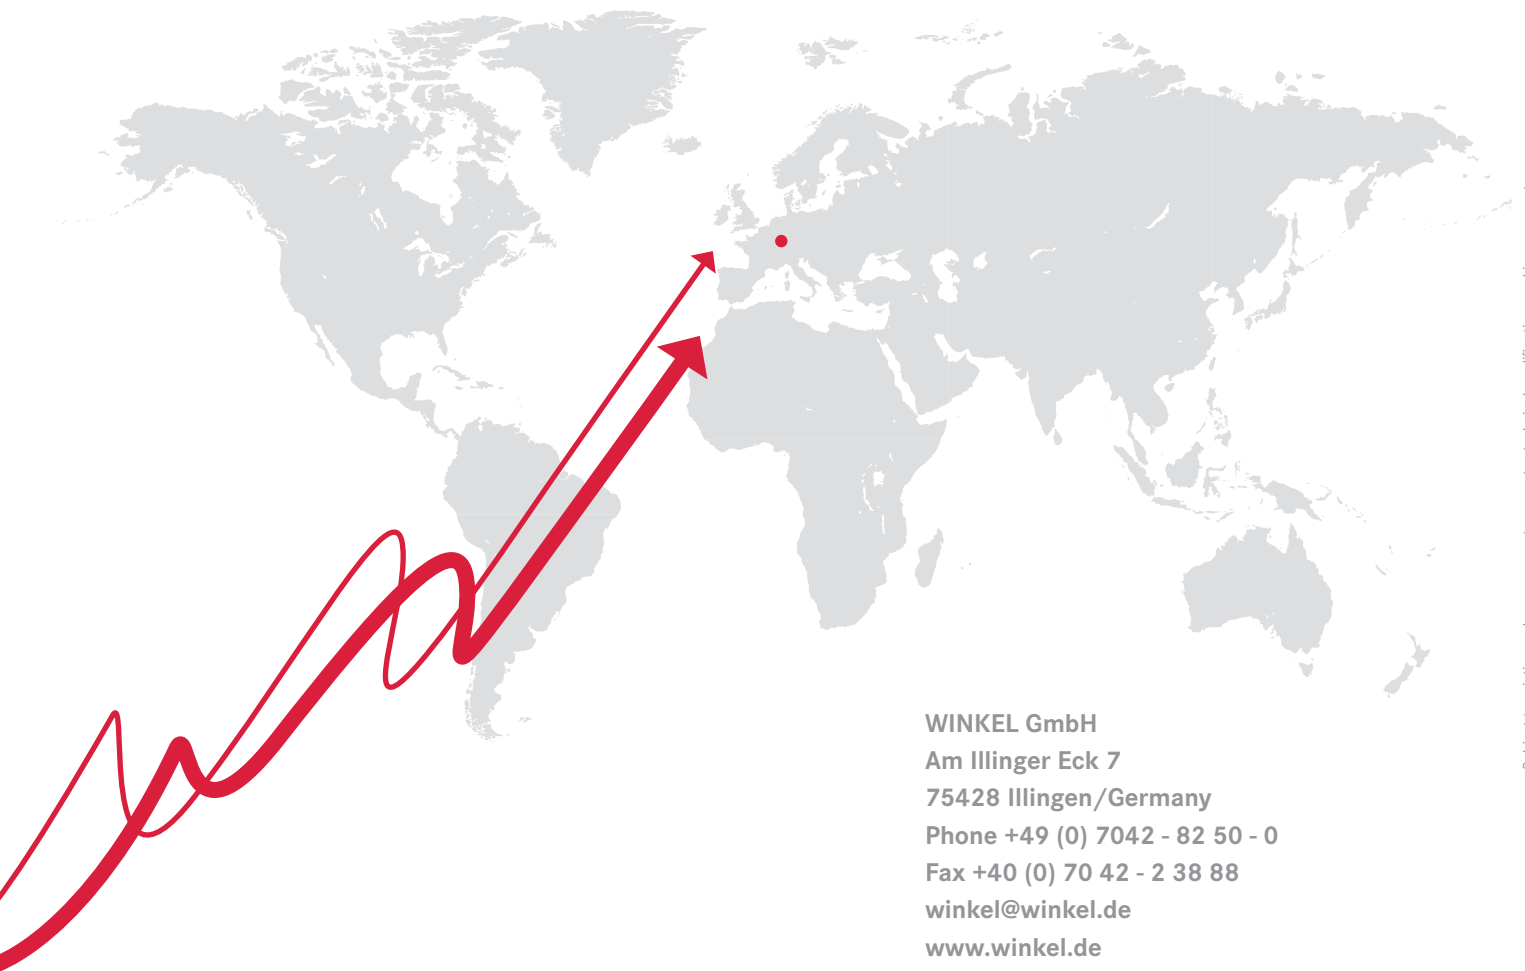 WINKEL GmbH
Am Illinger Eck 7
75428 Illingen/Germany
Phone +49 (0) 7042 - 82 50 - 0
Fax +40 (0) 70 42 - 2 38 88
winkel@winkel.de
www.winkel.de